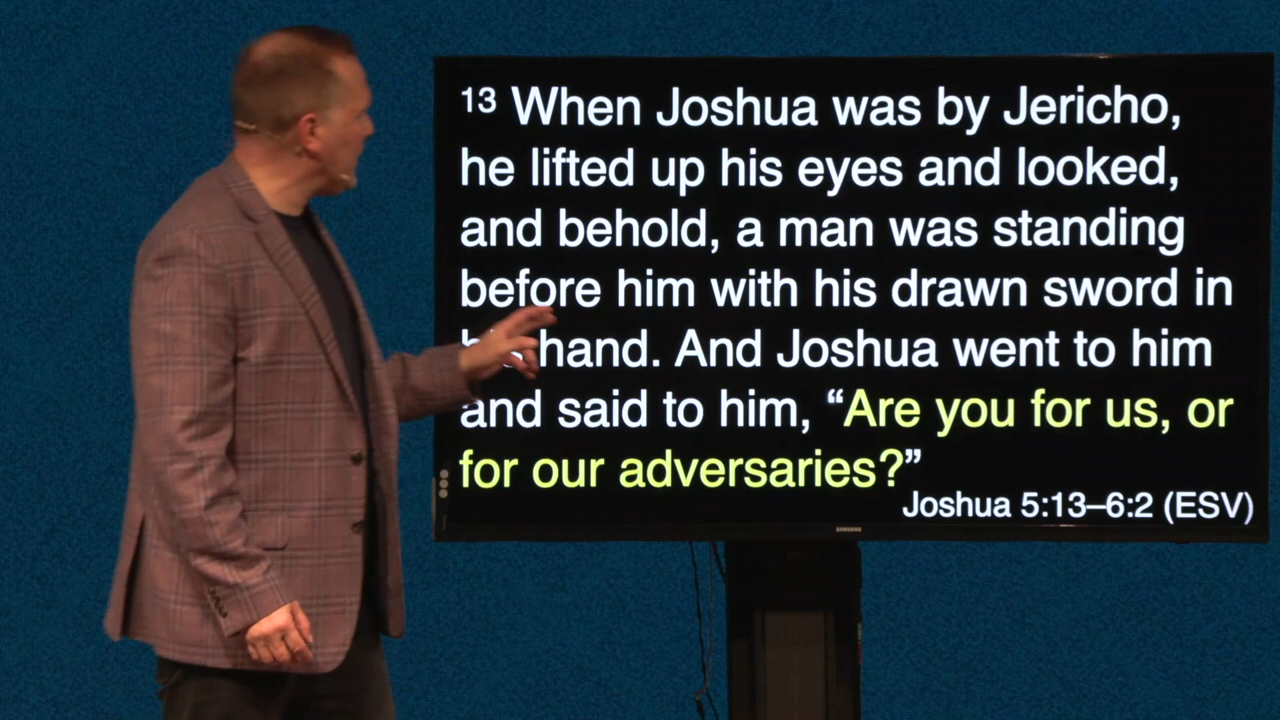 13 When Joshua was by Jericho,
he lifted up his eyes and looked,
and behold, a man was standing
before him with his drawn sword in
his hand. And Joshua went to him
and said to him, “Are you for us, or
for our adversaries?”
Joshua 5:13–6:2 (ESV)
SAMSUNG